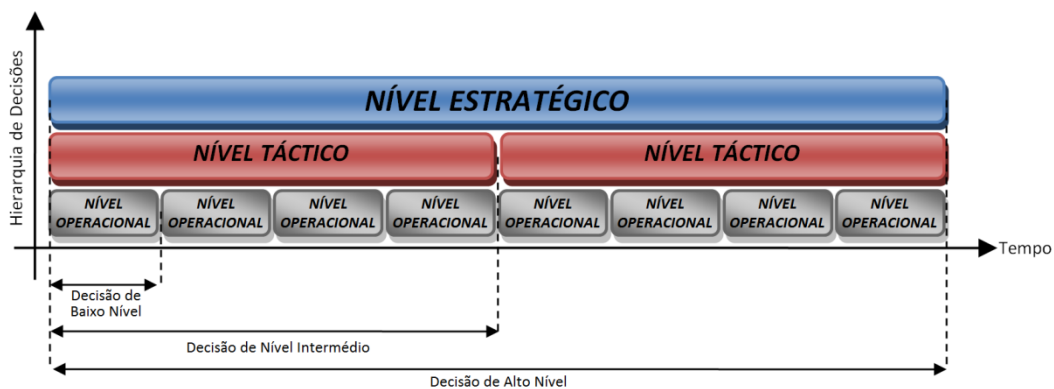 Hierarquia de Decisões
NÍVEL ESTRATÉGICO
NÍVEL TÁCTICO
NÍVEL TÁCTICO
NÍVEL
OPERACIONAL
NÍVEL
OPERACIONAL
NÍVEL
OPERACIONAL
NÍVEL
OPERACIONAL
NÍVEL
OPERACIONAL
NÍVEL
OPERACIONAL
NÍVEL
OPERACIONAL
NÍVEL
OPERACIONAL
Tempo
Decisão de
Baixo Nível
Decisão de Nível Intermédio
Decisão de Alto Nível